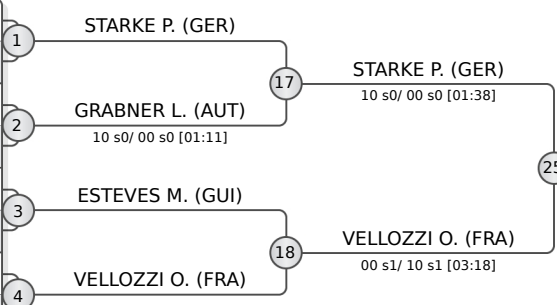 STARKE P. (GER)
1
17
STARKE P. (GER)
10 s0/ 00 s0 [01:38]
GRABNER L. (AUT)
2
10 s0/ 00 s0 [01:11]
25
ESTEVES M. (GUI)
3
18
VELLOZZI O. (FRA)
00 s1/ 10 s1 [03:18]
VELLOZZI O. (FRA)
4